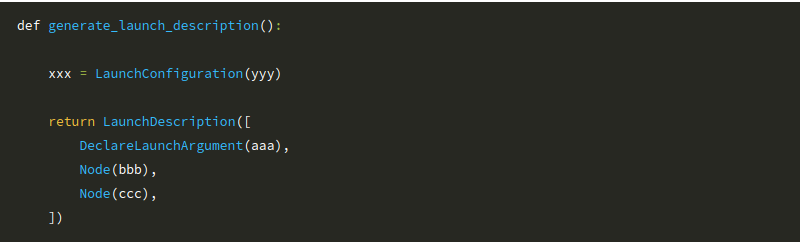 def generate_launch_description():
    xxx = LaunchConfiguration(yyy)
    return LaunchDescription([
        DeclareLaunchArgument(aaa),
        Node(bbb),
        Node(ccc),
    ])